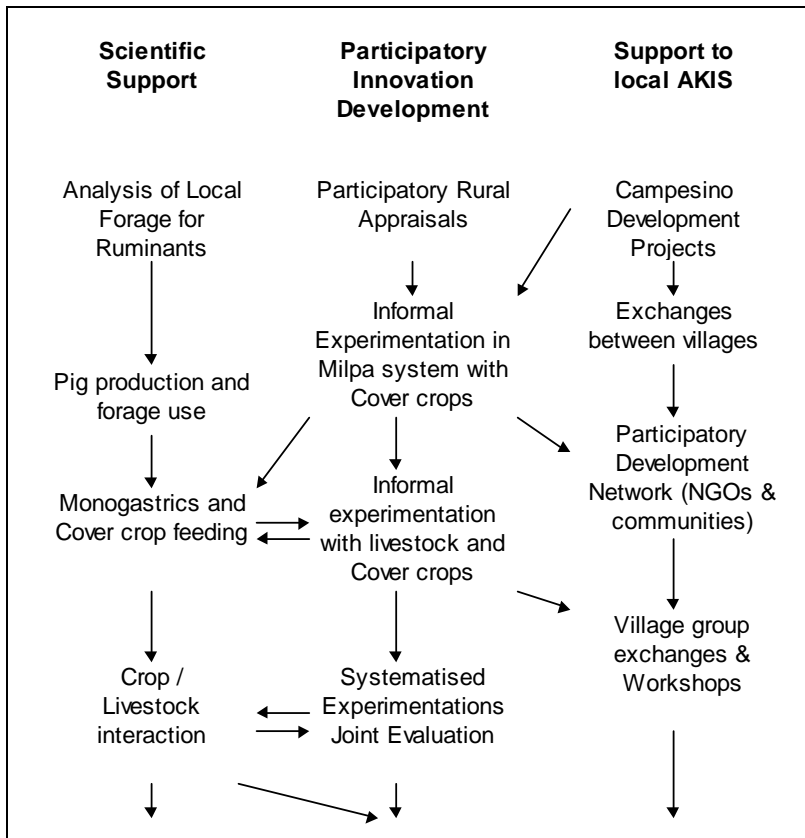 Scientific
Support
Participatory
Innovation
Development
Support to
local AKIS
Analysis of Local
Forage for
Ruminants
Pig production and
forage use
Monogastrics and
Cover crop feeding
Crop /
Livestock
interaction
Participatory Rural
Appraisals
Informal
Experimentation in
Milpa system with
Cover crops
Informal
experimentation
with livestock and
Cover crops
Systematised
Experimentations
Joint Evaluation
Campesino
Development
Projects
Exchanges
between villages
Participatory
Development
Network (NGOs &
communities)
Village group
exchanges &
Workshops